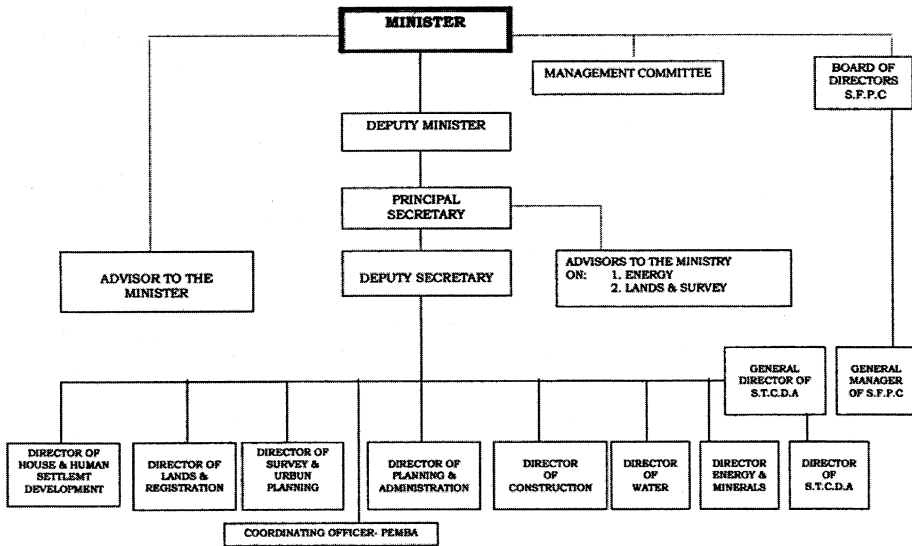 MINISTER
MANAGEMENT COMMITTEE
BOARD OF
DIRECTORS
S.F.P.C
DEPUTY MINISTER
PRINCIPAL
SECRETARY
ADVISOR TO THE
MINISTER
DEPUTY SECRETARY
ADVISORS TO THE MINISTRY
ON: 1. ENERGY
2. LANDS & SURVEY
GENERAL
DIRECTOR OF
S.T.C.D.A
GENERAL
MANAGER
OF S.F.P.C
DIRECTOR OF
HOUSE & HUMAN
SETTLEMT
DEVELOPMENT
DIRECTOR OF
LANDS &
REGISTRATION
DIRECTOR OF
SURVEY &
URBUN
PLANNING
DIRECTOR OF
PLANNING &
ADMINISTRATION
DIRECTOR
OF
CONSTRUCTION
DIRECTOR
OF
WATER
DIRECTOR
ENERGY &
MINERALS
DIRECTOR
OF
S.T.C.D.A
COORDINATING OFFICER- PEMBA